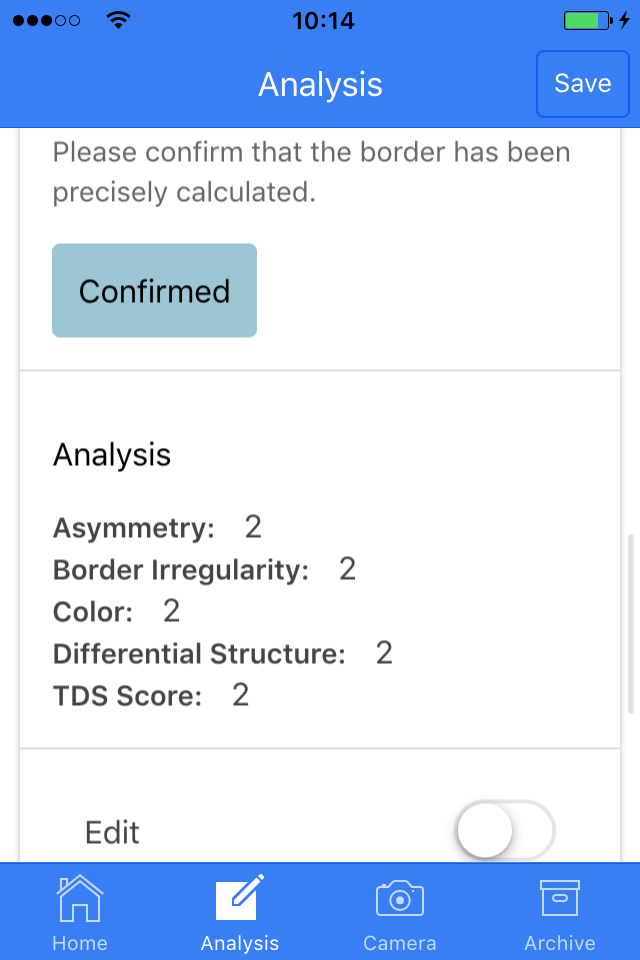 10:14
Analysis
Save
Please confirm that the border has been
precisely calculated.
Confirmed
Analysis
Asymmetry: 2
Border Irregularity: 2
Color: 2
Differential Structure: 2
TDS Score: 2
Edit
Home
Analysis
Camera
Archive